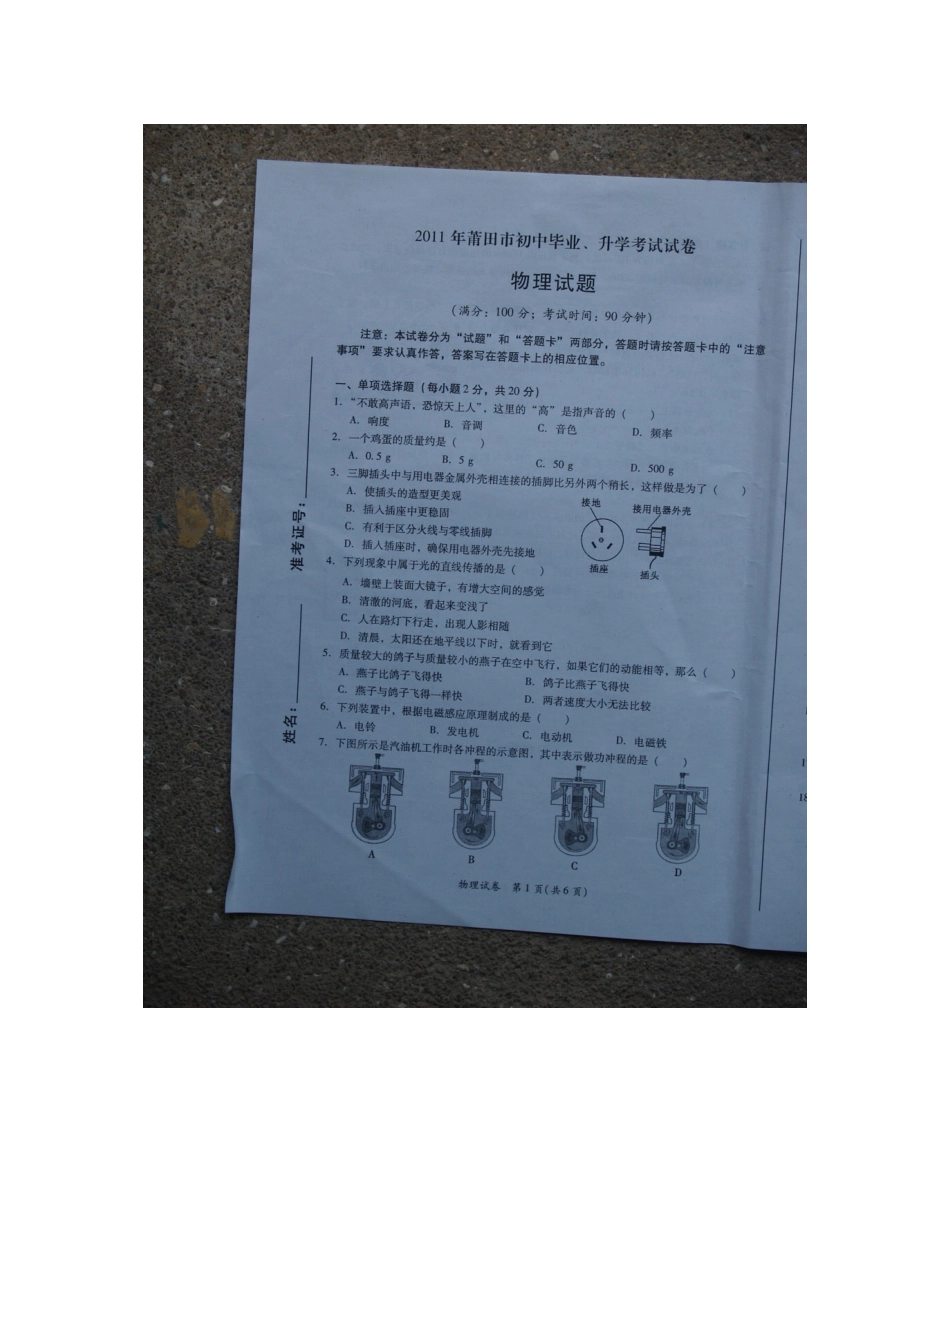 2011 年莆田市初中毕业、升学考试试卷
物理试题
(满分：100 分；考试时间：90 分钟)
注意：本试卷分为“试题”和“答题卡”两部分，答题时请按答题卡中的“注意
事项”要求认真作答，答案写在答题卡上的相应位置。
一、单项选择题（每小题 2 分，共 20 分）
1. “不敢高声语，恐惊天上人”，这里的“高”是指声音的（　　）
A. 响度　B. 音调　C. 音色　D. 频率
2. 一个鸡蛋的质量约是（　　）
A. 0.5 g　B. 5 g　C. 50 g　D. 500 g
3. 三脚插头中与用电器金属外壳相连接的插脚比另外两个稍长，这样做是为了（　　）
A. 使插头的造型更美观
B. 插入插座中更稳固
C. 有利于区分火线与零线插脚
D. 插入插座时，确保用电器外壳先接地
接地
接用电器外壳
插座
插头
4. 下列现象中属于光的直线传播的是（　　）
A. 墙壁上装面大镜子，有增大空间的感觉
B. 清澈的河底，看起来变浅了
C. 人在路灯下行走，出现人影相随
D. 清晨，太阳还在地平线以下时，就看到它
5. 质量较大的鸽子与质量较小的燕子在空中飞行，如果它们的动能相等，那么（　　）
A. 燕子比鸽子飞得快　B. 鸽子比燕子飞得快
C. 燕子与鸽子飞得一样快　D. 两者速度大小无法比较
6. 下列装置中，根据电磁感应原理制成的是（　　）
A. 电铃　B. 发电机　C. 电动机　D. 电磁铁
7. 下图所示是汽油机工作时各冲程的示意图，其中表示做功冲程的是（　　）
A　B　C　D
物理试卷　第 1 页(共 6 页)
准考证号：
姓名：
1
18